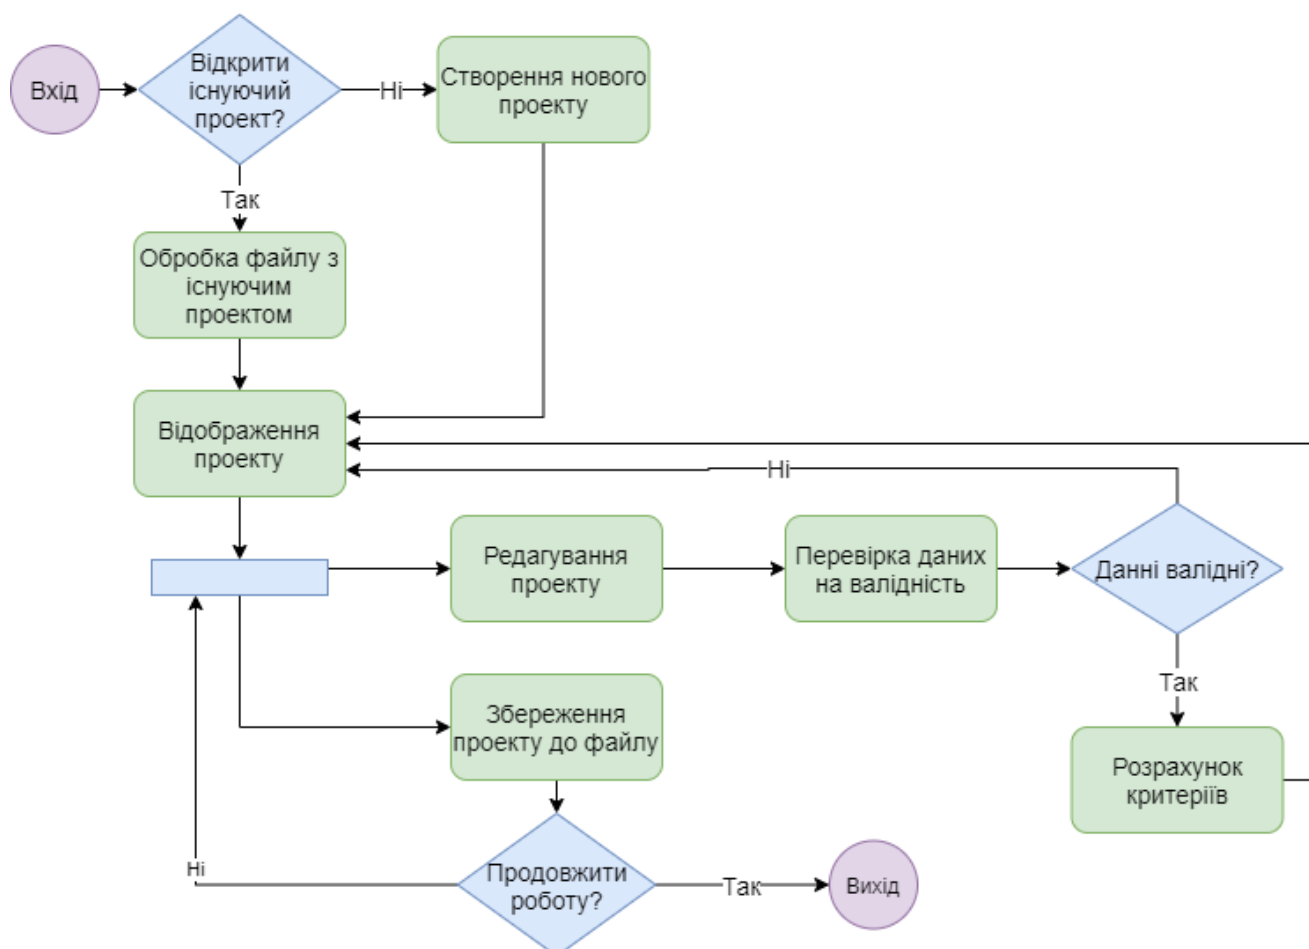 Вхід
Відкрити
існуючий
проект?
Ні
Створення нового
проекту
Так
Обробка файлу з
існуючим
проектом
Відображення
проекту
Ні
Редагування
проекту
Перевірка даних
на валідність
Данні валідні?
Так
Збереження
проекту до файлу
Розрахунок
критеріїв
Ні
Продовжити
роботу?
Так
Вихід